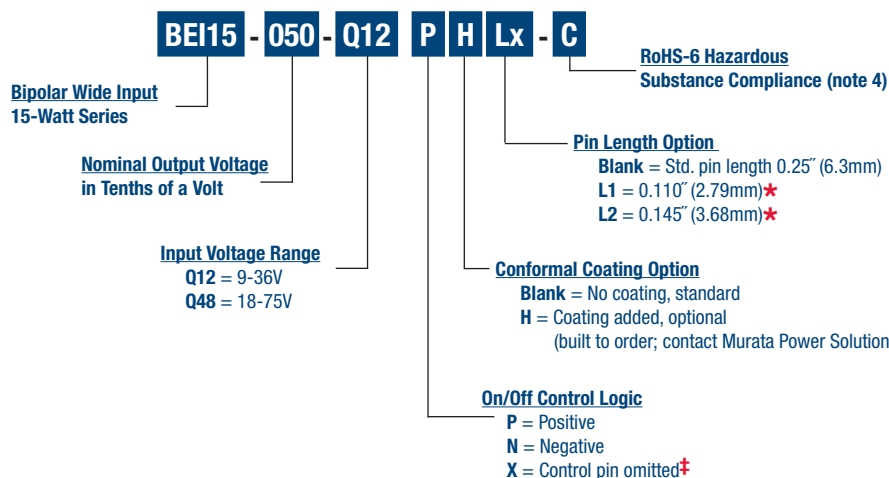 BEI15 - 050 - Q12 P H Lx - C
RoHS-6 Hazardous
Substance Compliance (note 4)
Bipolar Wide Input
15-Watt Series
Pin Length Option
Blank = Std. pin length 0.25˝ (6.3mm)
L1 = 0.110˝ (2.79mm)*
L2 = 0.145˝ (3.68mm)*
Nominal Output Voltage
in Tenths of a Volt
Input Voltage Range
Q12 = 9-36V
Q48 = 18-75V
Conformal Coating Option
Blank = No coating, standard
H = Coating added, optional
(built to order; contact Murata Power Solution
On/Off Control Logic
P = Positive
N = Negative
X = Control pin omitted‡